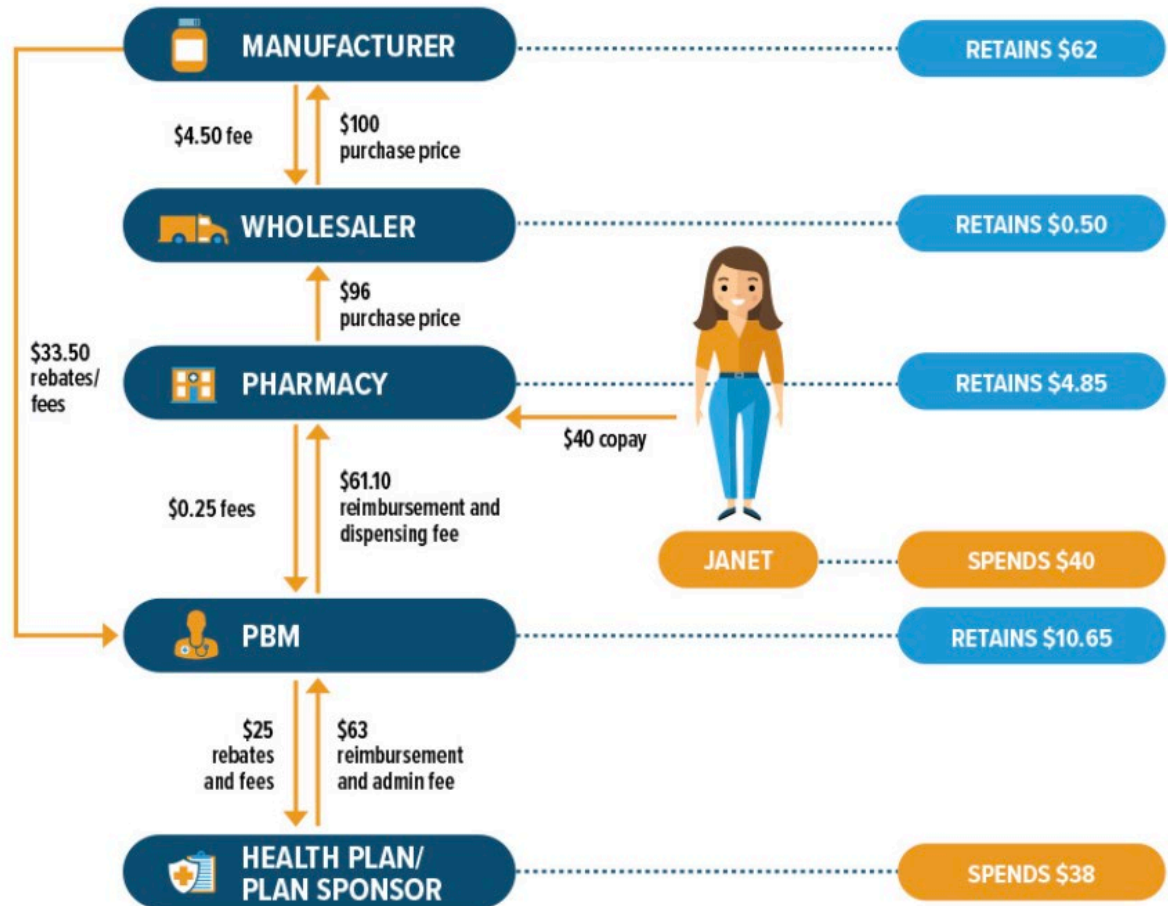 MANUFACTURER
RETAINS $62
$4.50 fee
$100
purchase price
WHOLESALER
RETAINS $0.50
$96
purchase price
$33.50
rebates/
fees
PHARMACY
RETAINS $4.85
$40 copay
$0.25 fees
$61.10
reimbursement and
dispensing fee
JANET
SPENDS $40
PBM
RETAINS $10.65
$25
rebates
and fees
$63
reimbursement
and admin fee
HEALTH PLAN/
PLAN SPONSOR
SPENDS $38